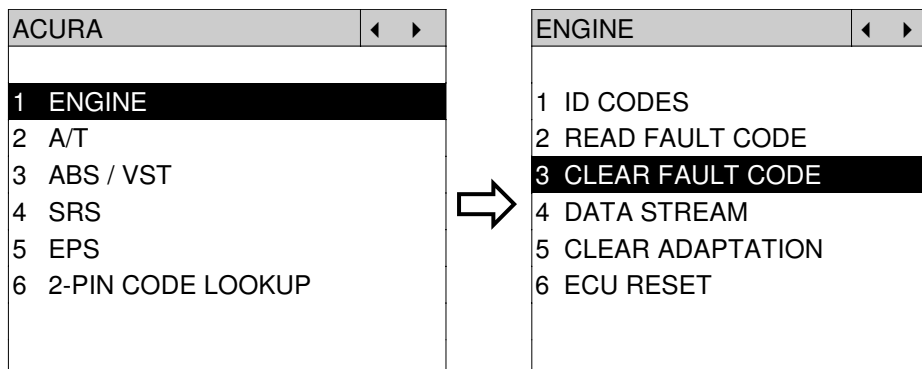 ACURA
1 ENGINE
2 A/T
3 ABS / VST
4 SRS
5 EPS
6 2-PIN CODE LOOKUP
ENGINE
1 ID CODES
2 READ FAULT CODE
3 CLEAR FAULT CODE
4 DATA STREAM
5 CLEAR ADAPTATION
6 ECU RESET